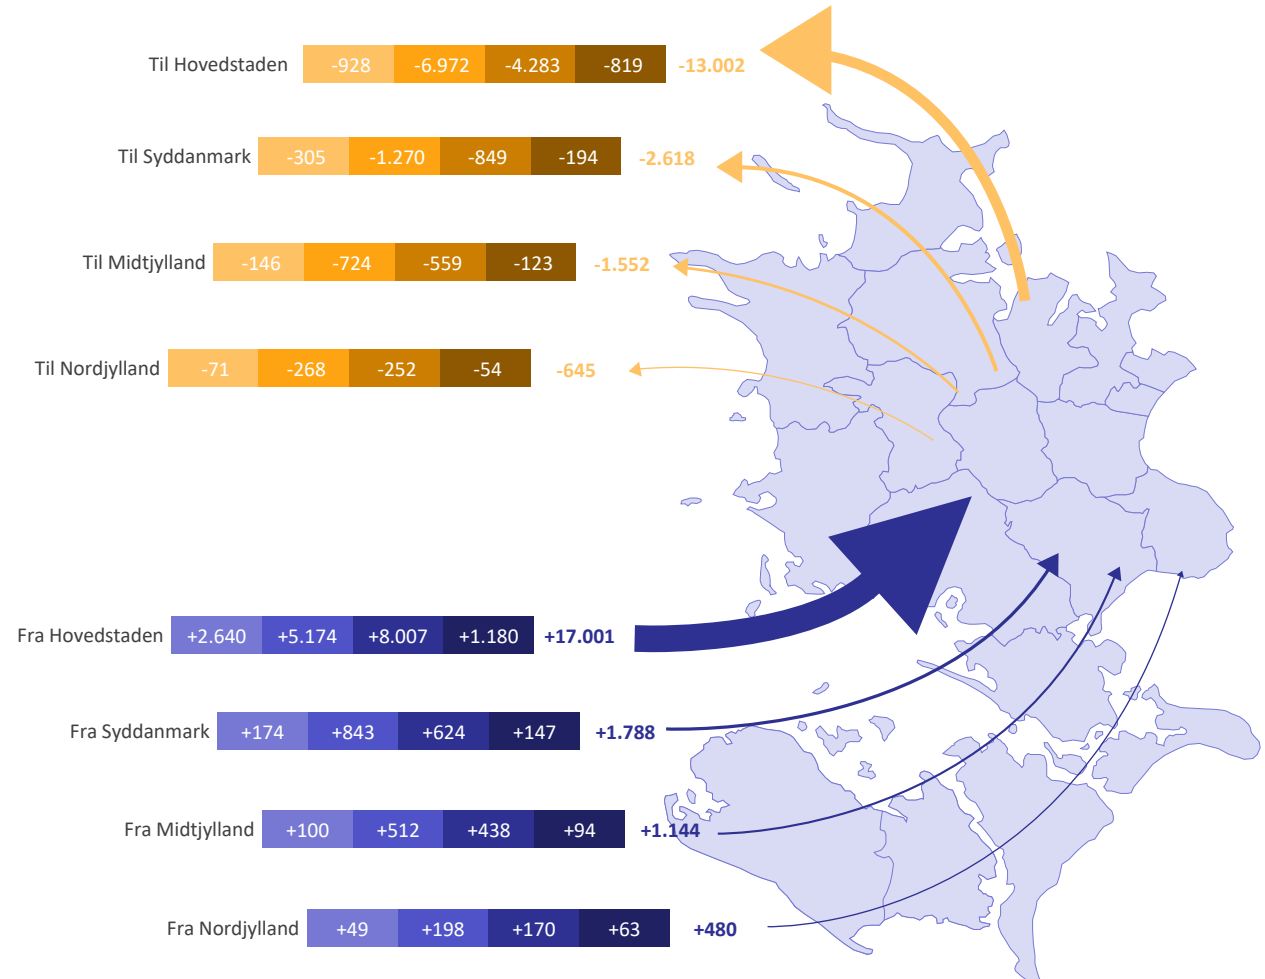 Til Hovedstaden -928 -6.972 -4.283 -819 -13.002
Til Syddanmark -305 -1.270 -849 -194 -2.618
Til Midtjylland -146 -724 -559 -123 -1.552
Til Nordjylland -71 -268 -252 -54 -645
Fra Hovedstaden +2.640 +5.174 +8.007 +1.180 +17.001
Fra Syddanmark +174 +843 +624 +147 +1.788
Fra Midtjylland +100 +512 +438 +94 +1.144
Fra Nordjylland +49 +198 +170 +63 +480